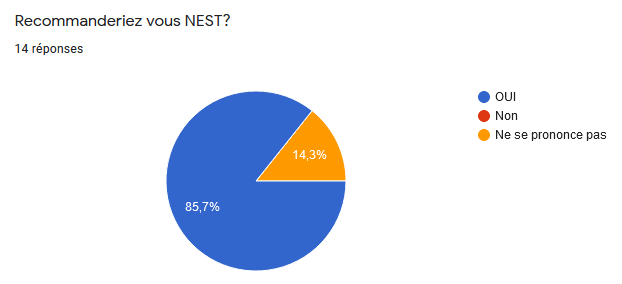 Recommanderiez vous NEST?
14 réponses
OUI
Non
Ne se prononce pas
14,3%
85,7%